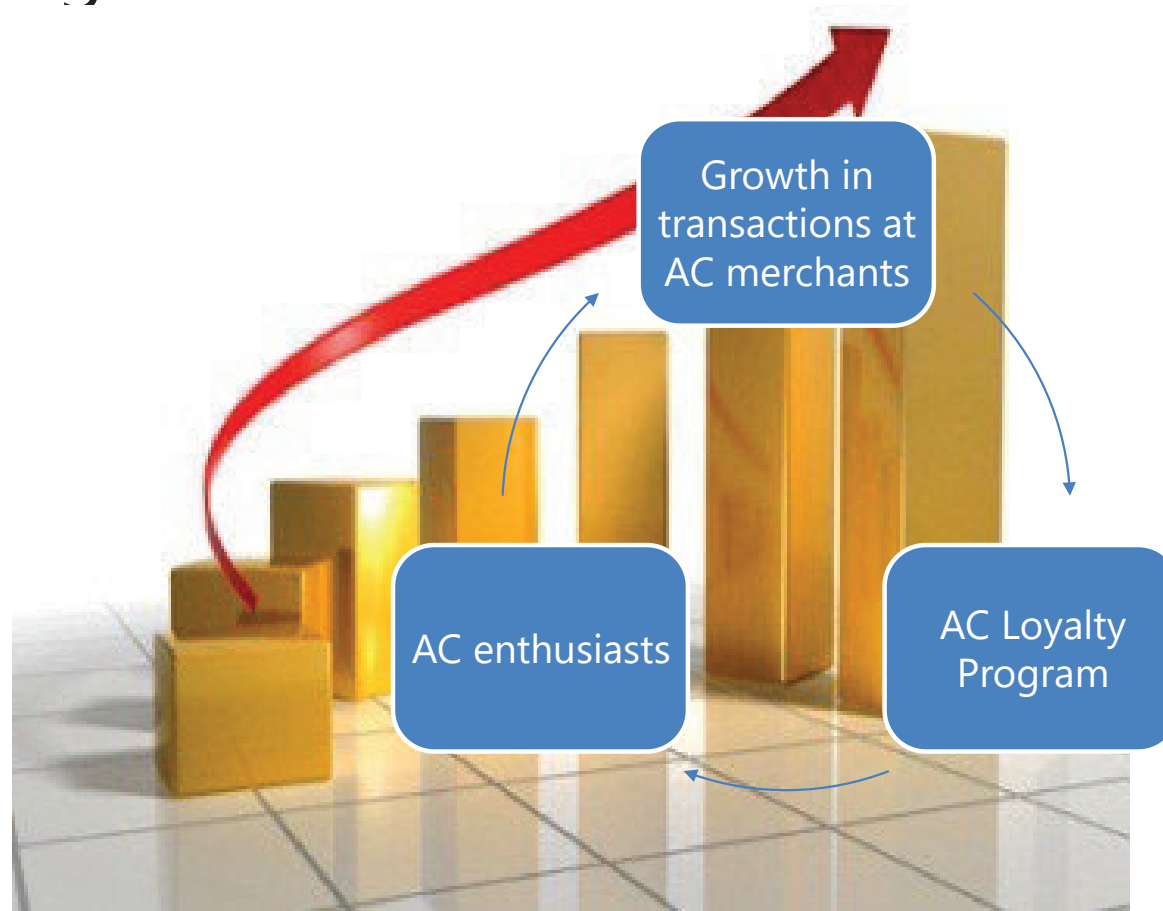 Growth in
transactions at
AC merchants
AC enthusiasts
AC Loyalty
Program